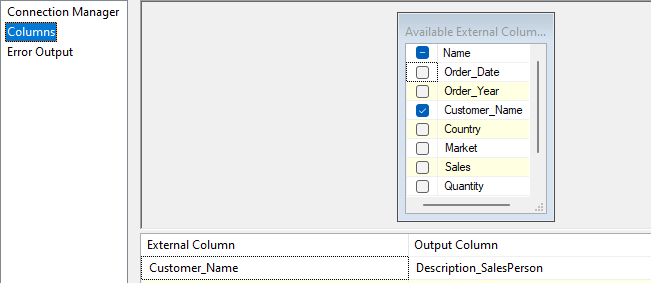 Connection Manager
Columns
Error Output
Available External Colum...
Name
Order_Date
Order_Year
Customer_Name
Country
Market
Sales
Quantity
External Column Output Column
Customer_Name Description_SalesPerson